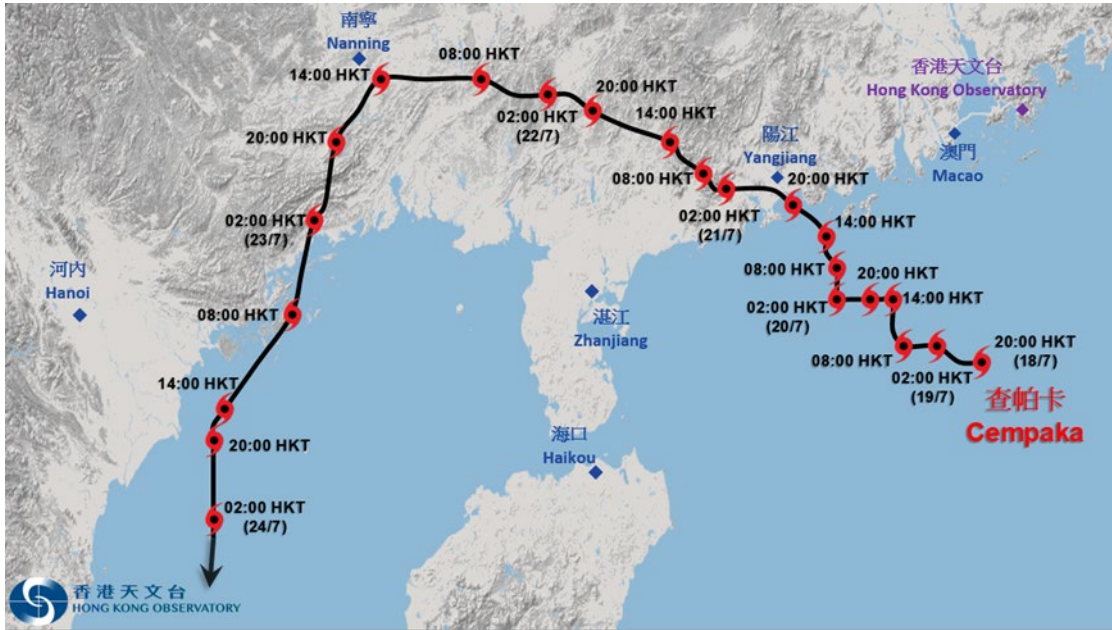 南寧
Nanning
08:00 HKT
14:00 HKT
20:00 HKT
02:00 HKT
(22/7)
14:00 HKT
香港天文台
Hong Kong Observatory
陽江
Yangjiang
澳門
Macao
20:00 HKT
08:00 HKT
20:00 HKT
02:00 HKT
(21/7)
02:00 HKT
(23/7)
14:00 HKT
河內
Hanoi
08:00 HKT
20:00 HKT
02:00 HKT
(20/7)
14:00 HKT
08:00 HKT
湛江
Zhanjiang
08:00 HKT
20:00 HKT
(18/7)
02:00 HKT
(19/7)
查帕卡
Cempaka
14:00 HKT
20:00 HKT
海口
Haikou
02:00 HKT
(24/7)
香港天文台
HONG KONG OBSERVATORY